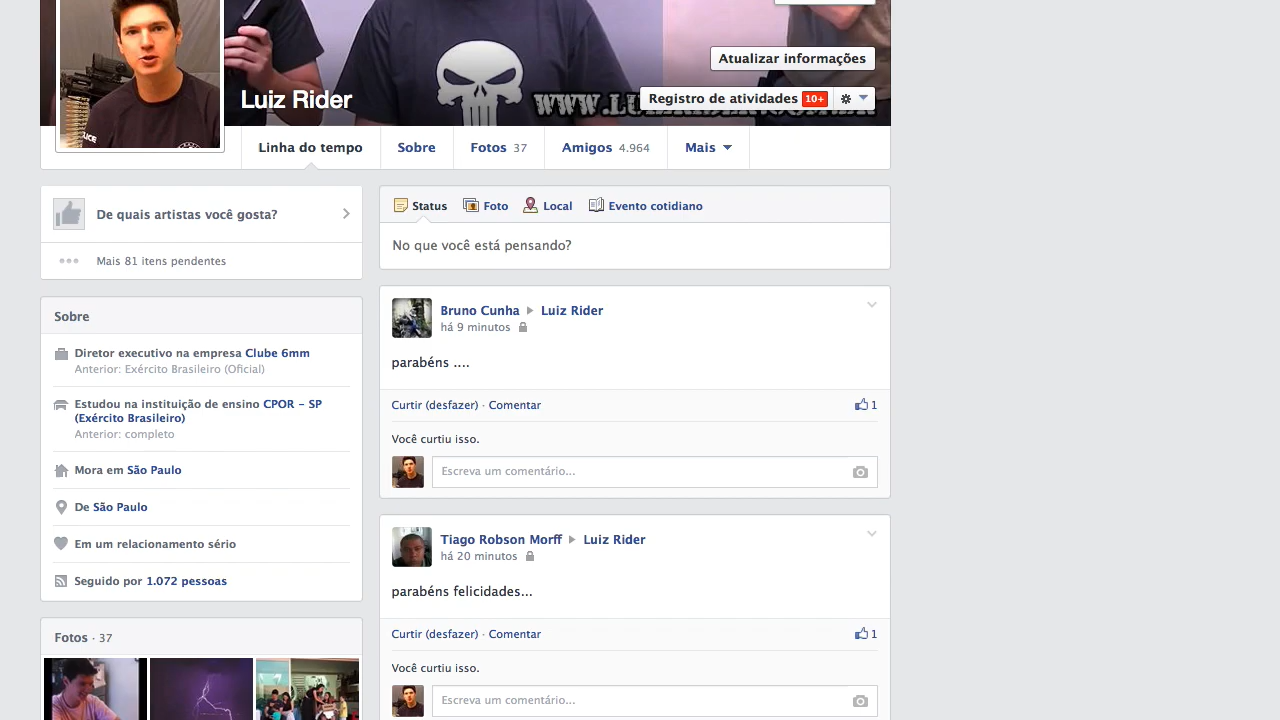 Atualizar informações
Luiz Rider
Registro de atividades 10+
Linha do tempo
Sobre
Fotos 37
Amigos 4.964
Mais
De quais artistas você gosta?
Mais 81 itens pendentes
Sobre
Diretor executivo na empresa Clube 6mm
Anterior: Exército Brasileiro (Oficial)
Estudou na instituição de ensino CPOR – SP
(Exército Brasileiro)
Anterior: completo
Mora em São Paulo
De São Paulo
Em um relacionamento sério
Seguido por 1.072 pessoas
Fotos · 37
Status
Foto
Local
Evento cotidiano
No que você está pensando?
Bruno Cunha Luiz Rider
há 9 minutos
parabéns ....
Curtir (desfazer) · Comentar
1
Você curtiu isso.
Escreva um comentário...
Tiago Robson Morff Luiz Rider
há 20 minutos
parabéns felicidades...
Curtir (desfazer) · Comentar
1
Você curtiu isso.
Escreva um comentário...